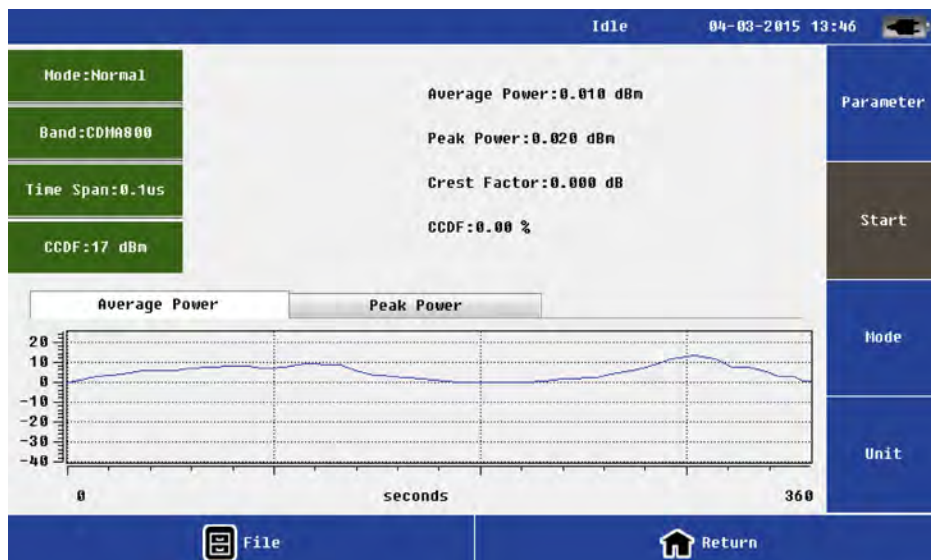 Idle 04-03-2015 13:46
Mode:Normal
Band:CDMA800
Time Span:0.1us
CCDF:17 dBm
Average Power:0.010 dBm
Peak Power:0.020 dBm
Crest Factor:0.000 dB
CCDF:0.00 %
Parameter
Start
Mode
Unit
Average Power Peak Power
20
10
0
-10
-20
-30
-40
0 seconds 360
File Return